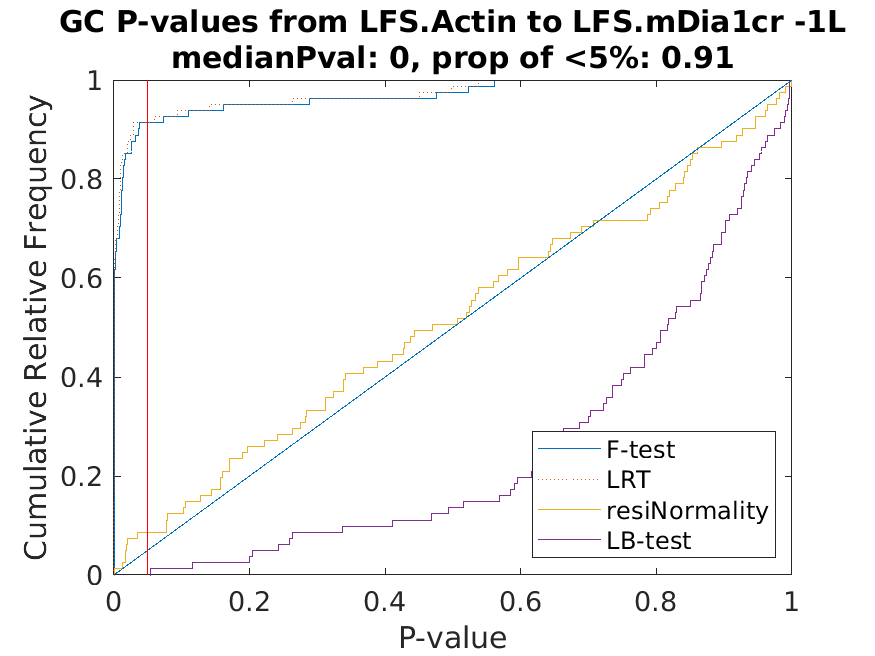 GC P-values from LFS.Actin to LFS.mDia1cr -1L
medianPval: 0, prop of <5%: 0.91
1
0.8
0.6
0.4
0.2
0
Cumulative Relative Frequency
F-test
LRT
resiNormality
LB-test
0 0.2 0.4 0.6 0.8 1
P-value